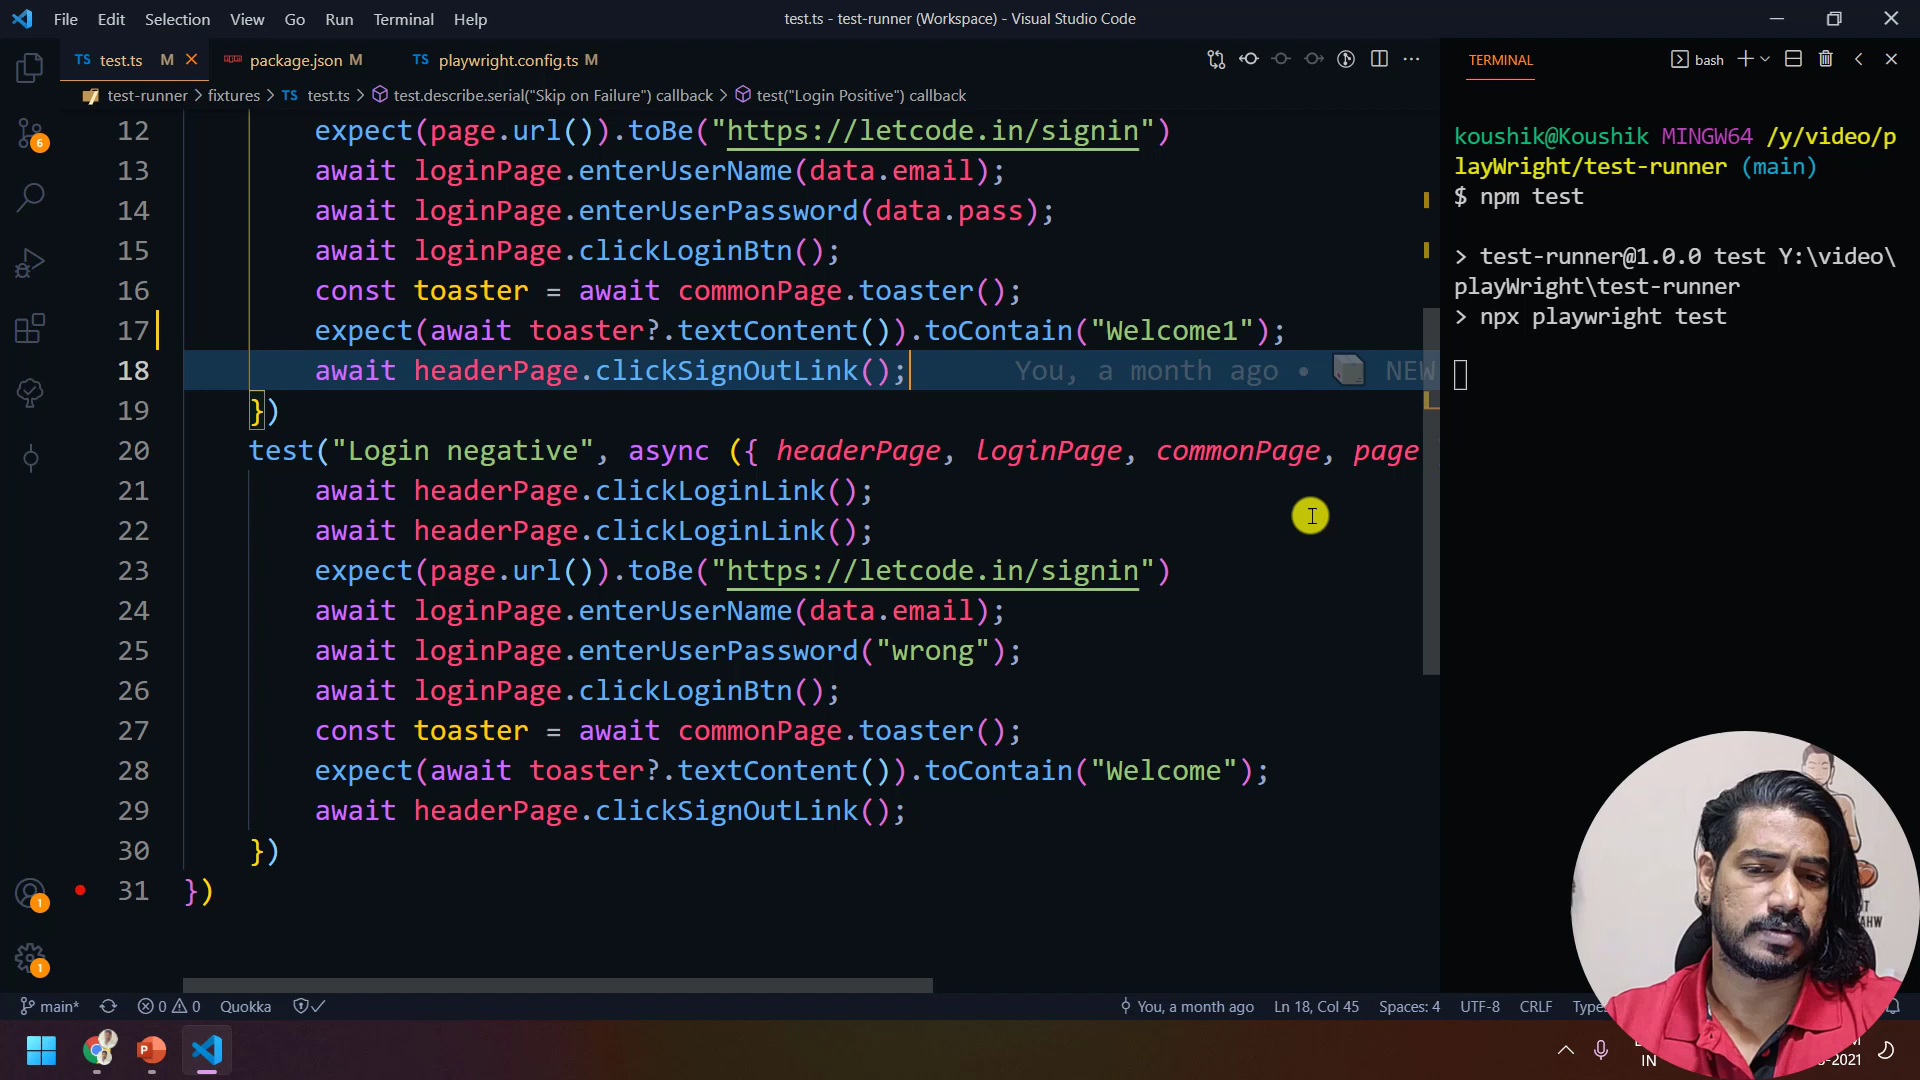 File Edit Selection View Go Run Terminal Help
test.ts - test-runner (Workspace) - Visual Studio Code
TS test.ts M
package.json M
TS playwright.config.ts M
test-runner > fixtures > TS test.ts > test.describe.serial("Skip on Failure") callback > test("Login Positive") callback
12 expect(page.url()).toBe("https://letcode.in/signin")
13 await loginPage.enterUserName(data.email);
14 await loginPage.enterUserPassword(data.pass);
15 await loginPage.clickLoginBtn();
16 const toaster = await commonPage.toaster();
17 expect(await toaster?.textContent()).toContain("Welcome1");
18 await headerPage.clickSignOutLink(); You, a month ago • NEW
19 })
20 test("Login negative", async ({ headerPage, loginPage, commonPage, page
21 await headerPage.clickLoginLink();
22 await headerPage.clickLoginLink();
23 expect(page.url()).toBe("https://letcode.in/signin")
24 await loginPage.enterUserName(data.email);
25 await loginPage.enterUserPassword("wrong");
26 await loginPage.clickLoginBtn();
27 const toaster = await commonPage.toaster();
28 expect(await toaster?.textContent()).toContain("Welcome");
29 await headerPage.clickSignOutLink();
30 })
31 })
TERMINAL
bash
koushik@Koushik MINGW64 /y/video/p
layWright/test-runner (main)
$ npm test
> test-runner@1.0.0 test Y:\video\
playWright\test-runner
> npx playwright test
6
1
1
main* 0 0 Quokka
You, a month ago Ln 18, Col 45 Spaces: 4 UTF-8 CRLF
IN
-2021